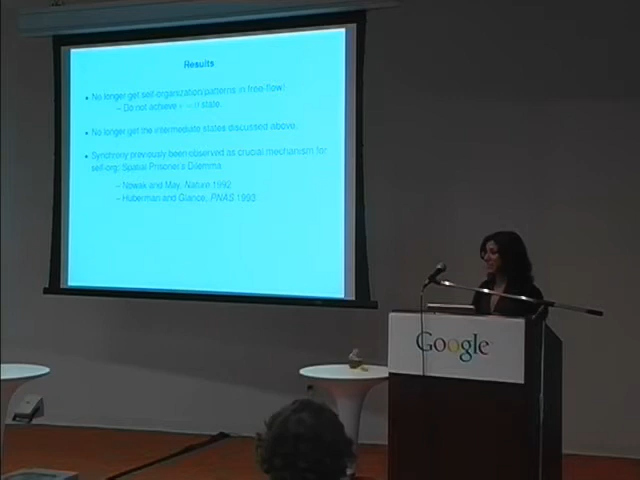 Results
• No longer get self-organization/patterns in free-flow!
– Do not achieve state.
• No longer get the intermediate states discussed above.
• Synchrony previously been observed as crucial mechanism for
self-org: Spatial Prisoner's Dilemma
– Nowak and May, Nature 1992
– Huberman and Glance, PNAS 1993
Google